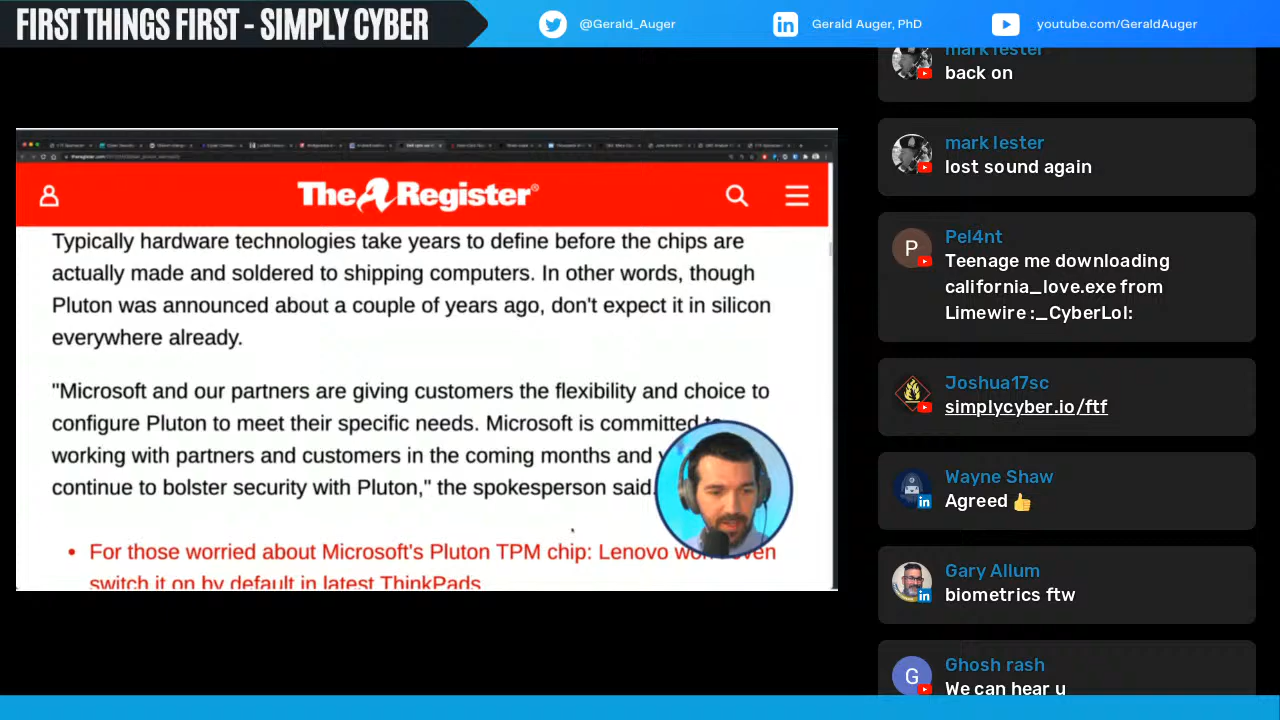 FIRST THINGS FIRST - SIMPLY CYBER
@Gerald_Auger
Gerald Auger, PhD
youtube.com/GeraldAuger
The Register®
Typically hardware technologies take years to define before the chips are
actually made and soldered to shipping computers. In other words, though
Pluton was announced about a couple of years ago, don't expect it in silicon
everywhere already.
"Microsoft and our partners are giving customers the flexibility and choice to
configure Pluton to meet their specific needs. Microsoft is committed to
working with partners and customers in the coming months and
continue to bolster security with Pluton," the spokesperson said.
• For those worried about Microsoft's Pluton TPM chip: Lenovo won't even
switch it on by default in latest ThinkPads
mark lester
back on
mark lester
lost sound again
P
Pel4nt
Teenage me downloading
california_love.exe from
Limewire :_CyberLol:
Joshua17sc
simplycyber.io/ftf
Wayne Shaw
Agreed 👍
Gary Allum
biometrics ftw
G
Ghosh rash
We can hear u